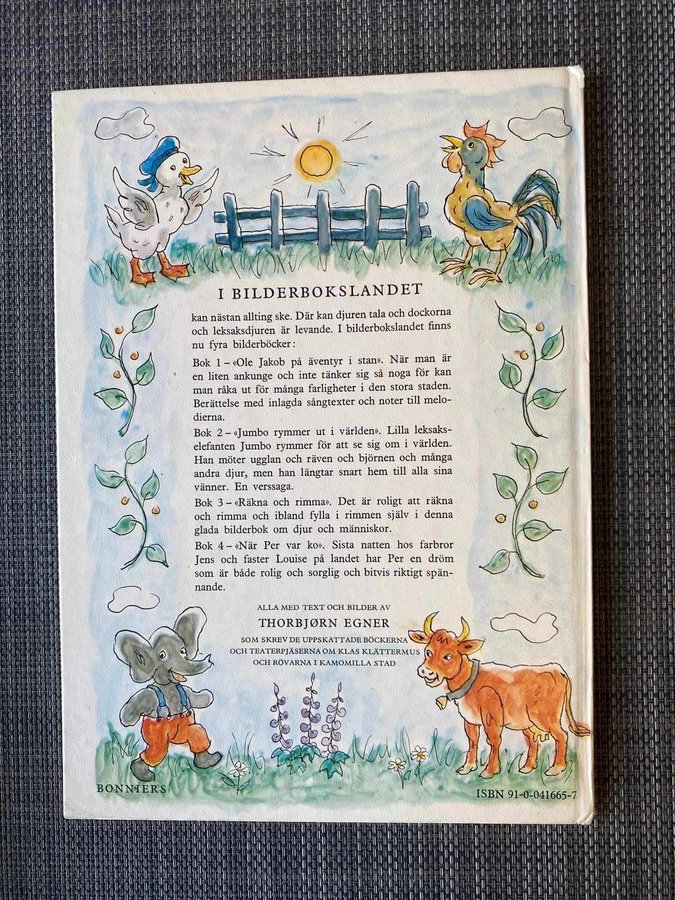 I BILDERBOKSLANDET
kan nästan allting ske. Där kan djuren tala och dockorna
och leksaksdjuren är levande. I bilderbokslandet finns
nu fyra bilderböcker:
Bok 1 – «Ole Jakob på äventyr i stan». När man är
en liten ankunge och inte tänker sig så noga för kan
man råka ut för många farligheter i den stora staden.
Berättelse med inlagda sångtexter och noter till melo-
dierna.
Bok 2 – «Jumbo rymmer ut i världen». Lilla leksaks-
elefanten Jumbo rymmer för att se sig om i världen.
Han möter ugglan och räven och björnen och många
andra djur, men han längtar snart hem till alla sina
vänner. En verssaga.
Bok 3 – «Räkna och rimma». Det är roligt att räkna
och rimma och ibland fylla i rimmen själv i denna
glada bilderbok om djur och människor.
Bok 4 – «När Per var ko». Sista natten hos farbror
Jens och faster Louise på landet har Per en dröm
som är både rolig och sorglig och bitvis riktigt spän-
nande.
ALLA MED TEXT OCH BILDER AV
THORBJØRN EGNER
SOM SKREV DE UPPSKATTADE BÖCKERNA
OCH TEATERPJÄSERNA OM KLAS KLÄTTERMUS
OCH RÖVARNA I KAMOMILLA STAD
BONNIERS
ISBN 91-0-041665-7